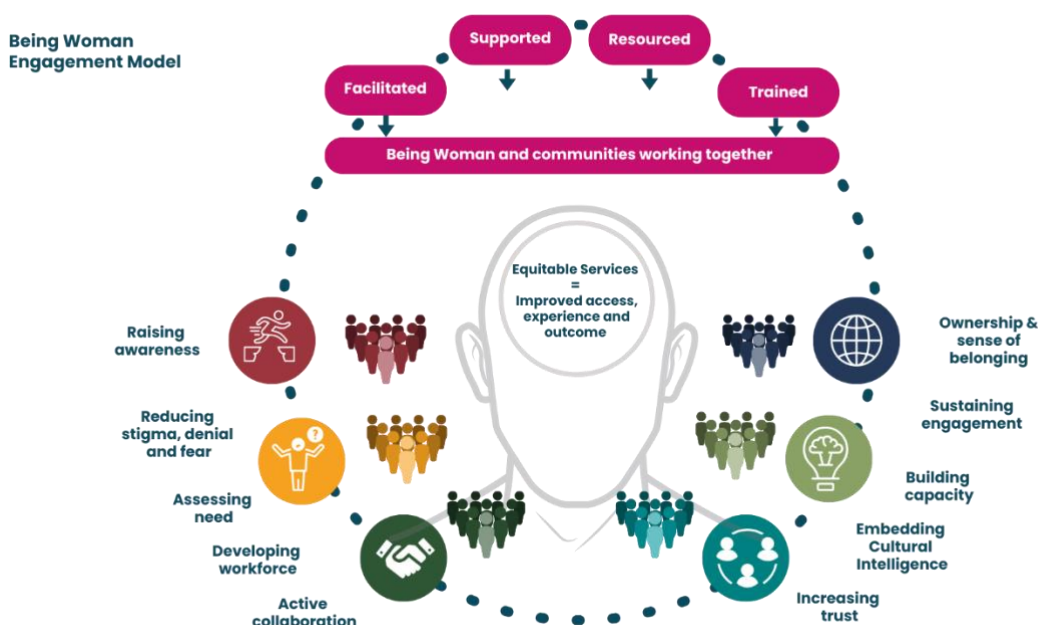 Being Woman
Engagement Model
Supported
Resourced
Facilitated
Trained
Being Woman and communities working together
Equitable Services
=
Improved access,
experience and
outcome
Raising
awareness
Reducing
stigma, denial
and fear
?
Assessing
need
Developing
workforce
Active
collaboration
Ownership &
sense of
belonging
Sustaining
engagement
Building
capacity
Embedding
Cultural
Intelligence
Increasing
trust